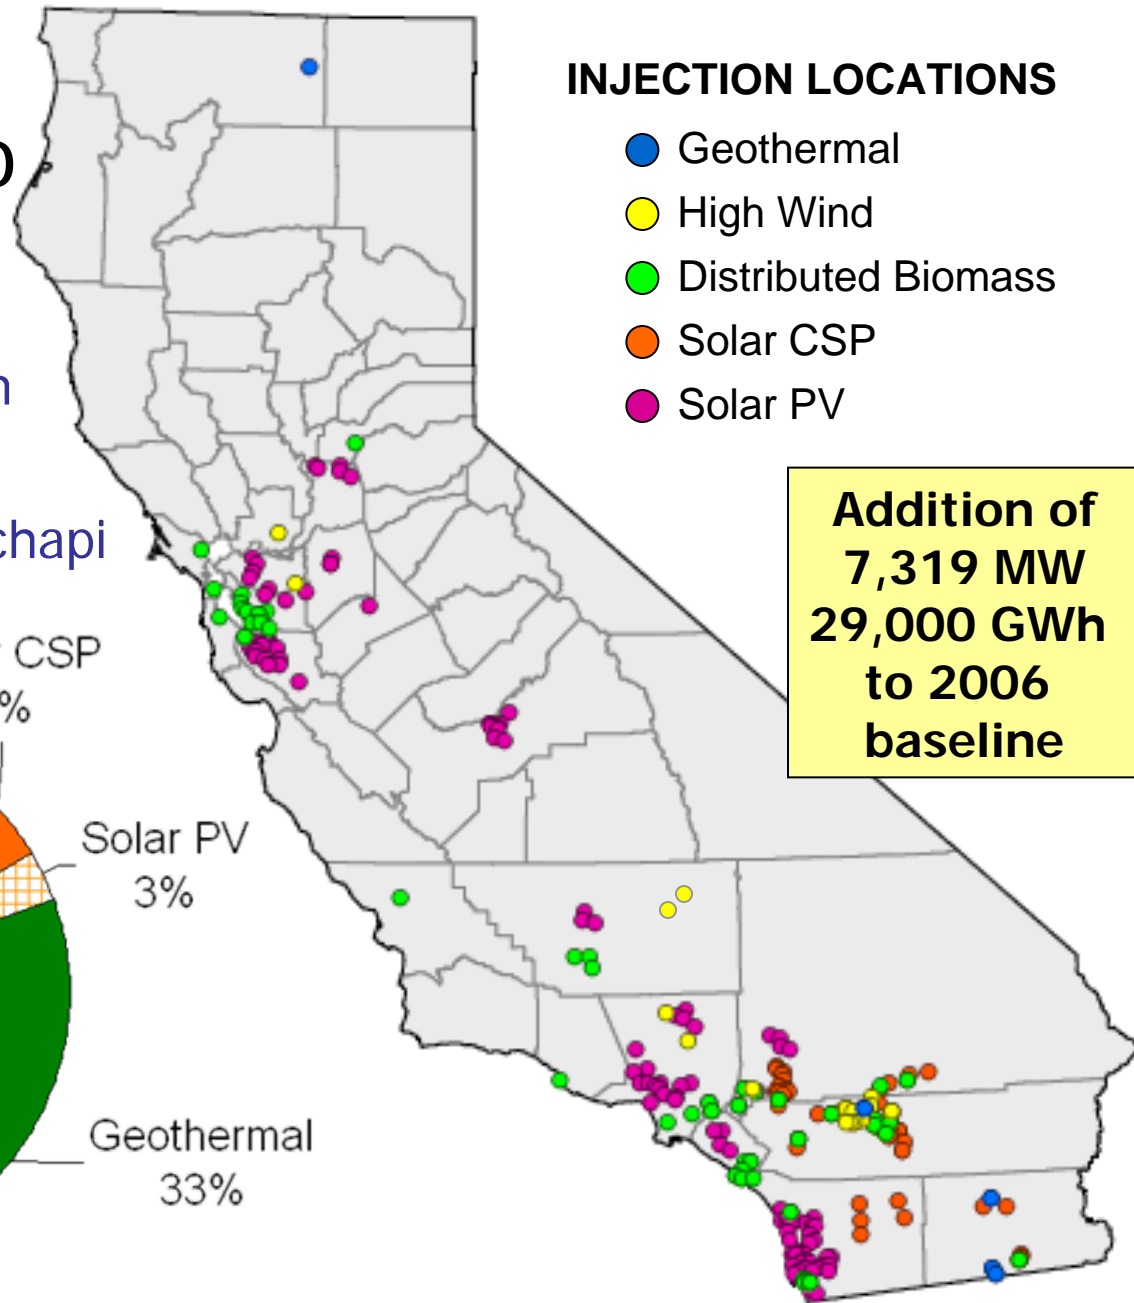 INJECTION LOCATIONS
Geothermal
High Wind
Distributed Biomass
Solar CSP
Solar PV
Addition of
7,319 MW
29,000 GWh
to 2006
baseline
chapi
CSP
%
Solar PV
3%
Geothermal
33%